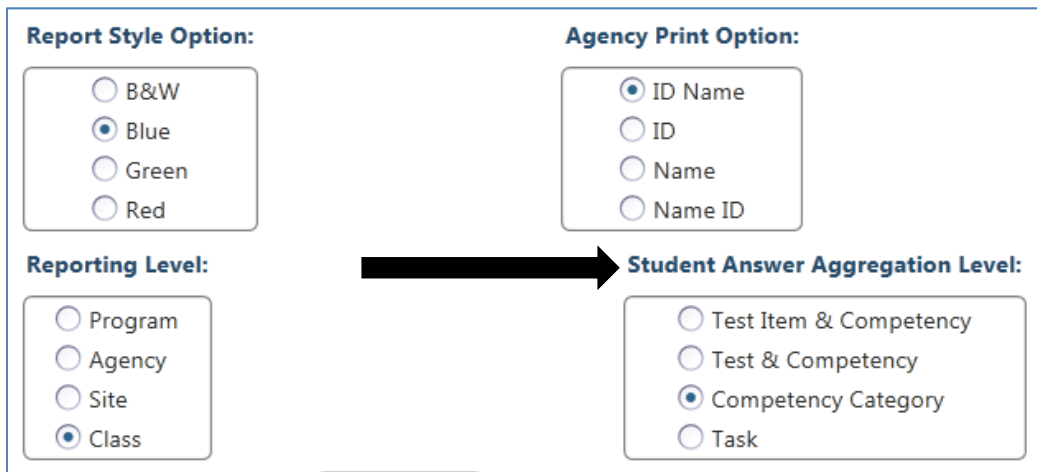 Report Style Option:
B&W
Blue
Green
Red
Agency Print Option:
ID Name
ID
Name
Name ID
Reporting Level:
Program
Agency
Site
Class
Student Answer Aggregation Level:
Test Item & Competency
Test & Competency
Competency Category
Task